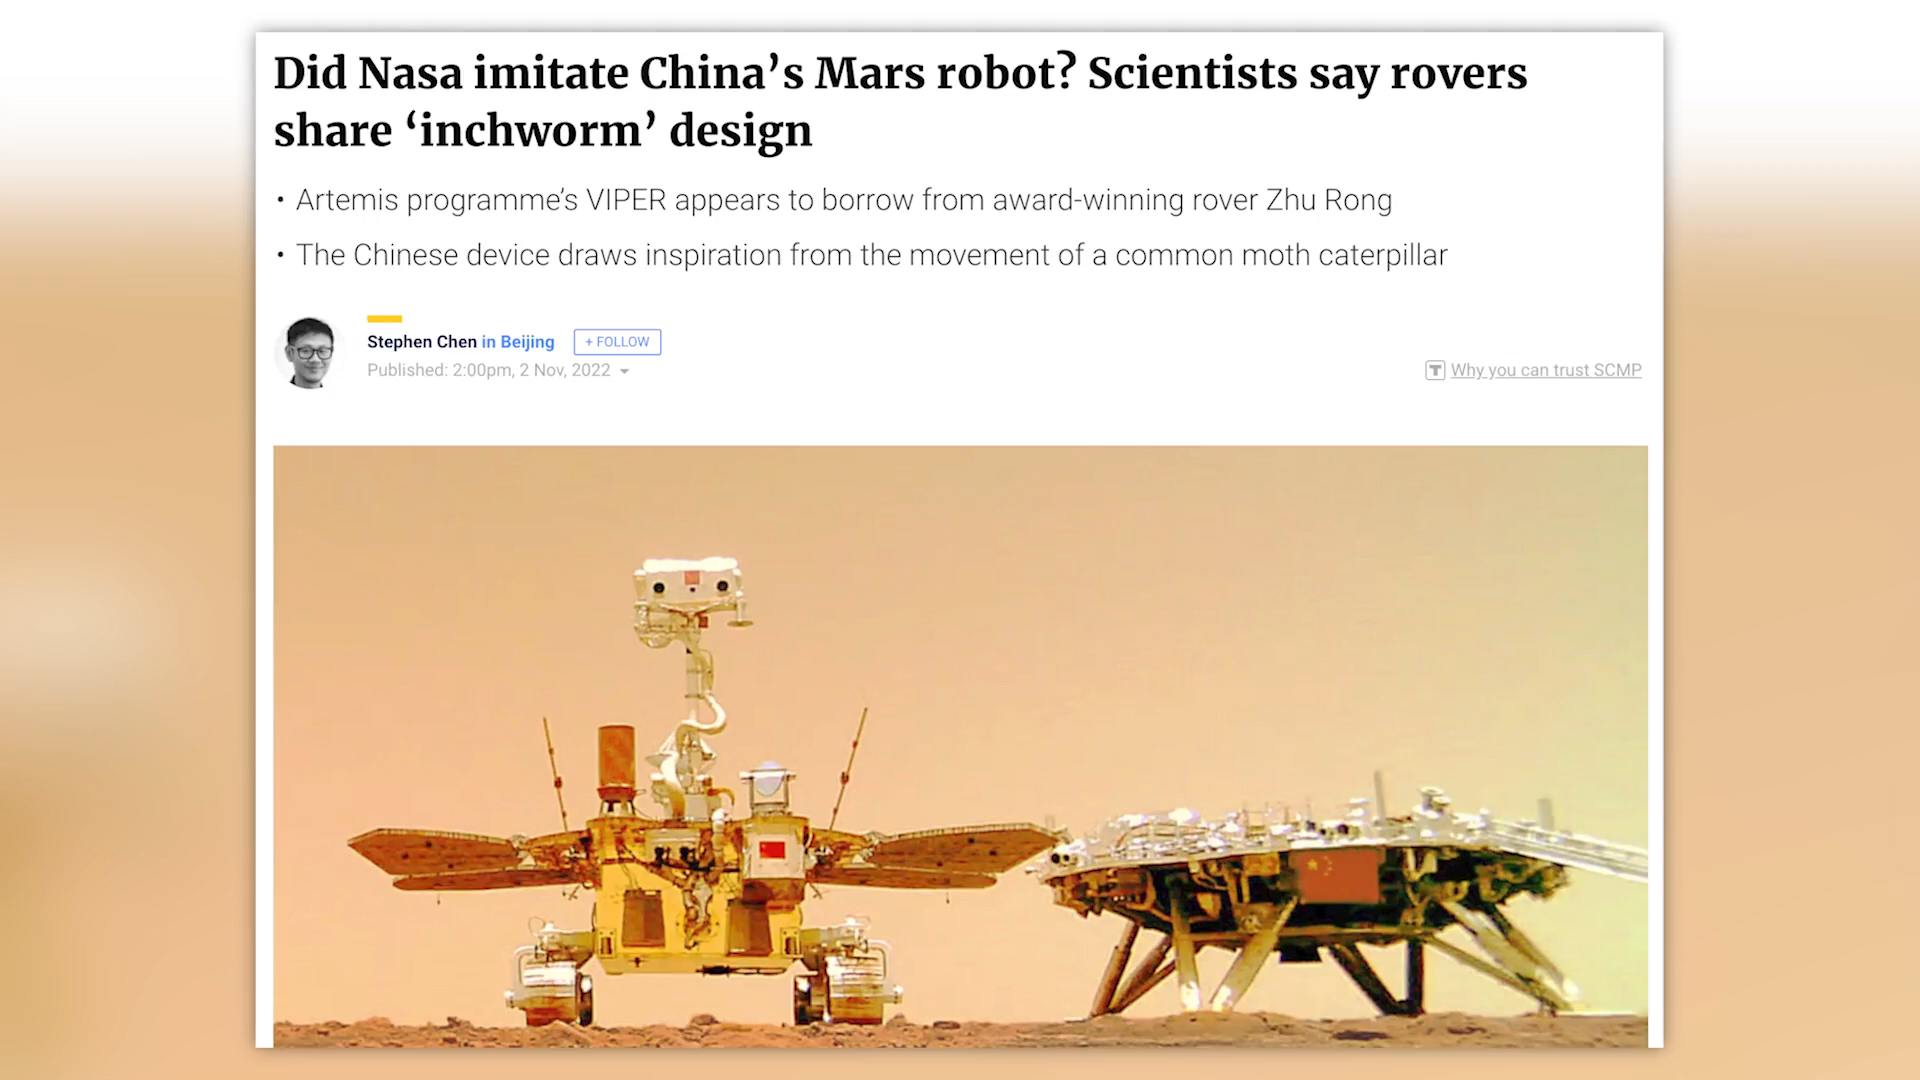 Did Nasa imitate China’s Mars robot? Scientists say rovers
share ‘inchworm’ design
• Artemis programme’s VIPER appears to borrow from award-winning rover Zhu Rong
• The Chinese device draws inspiration from the movement of a common moth caterpillar
Stephen Chen in Beijing
+ FOLLOW
Published: 2:00pm, 2 Nov, 2022
T Why you can trust SCMP